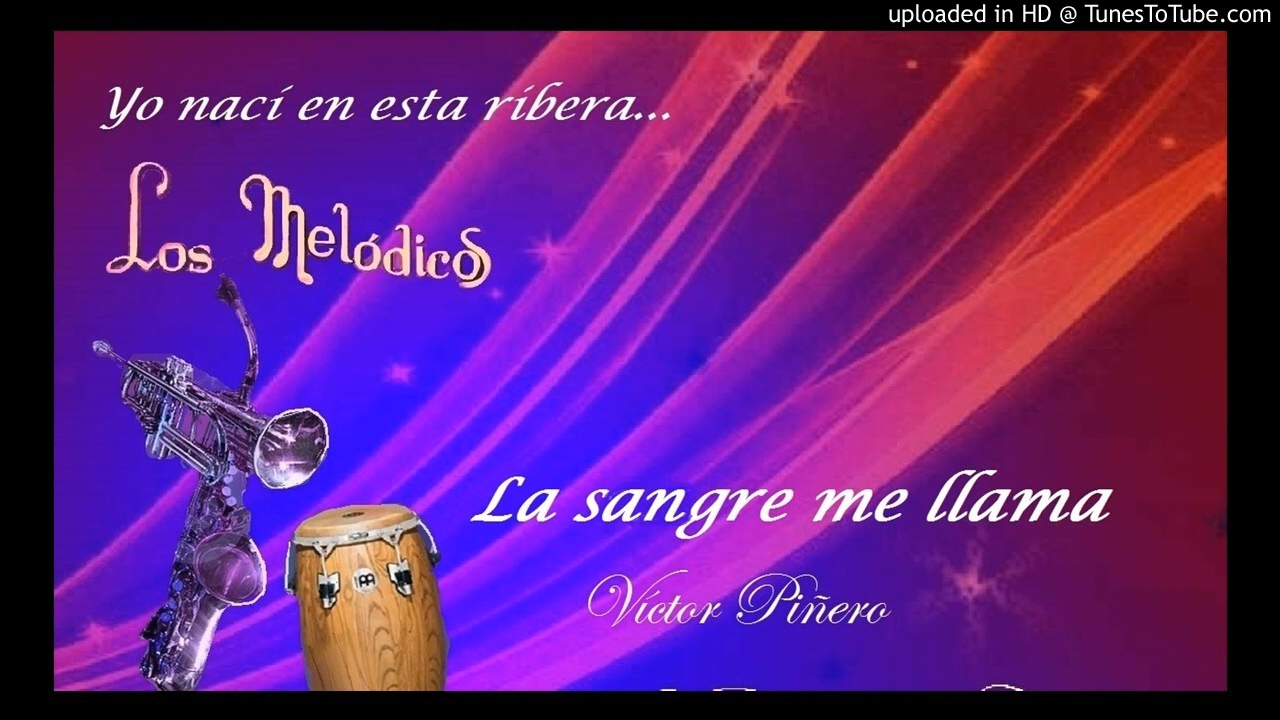 uploaded in HD @ TunesToTube.com
Yo nací en esta ribera...
Los Melódicos
La sangre me llama
Víctor Piñero